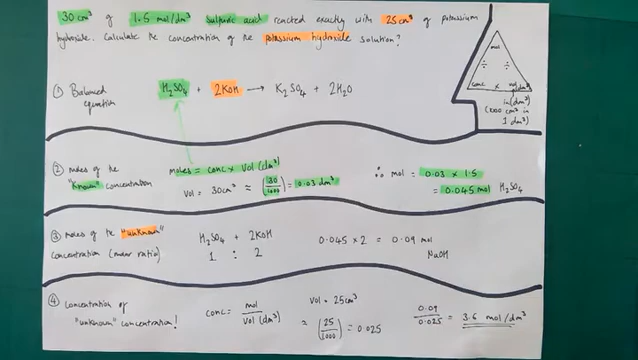 30 cm³ of 1.5 mol/dm³ sulfuric acid reacted exactly with 25cm³ of potassium
hydroxide. Calculate the concentration of the potassium hydroxide solution?
mol
÷ ÷
conc x
in (dm³)
(1000 cm³ in
1 dm³)
① Balanced
equation
H₂SO₄ + 2KOH → K₂SO₄ + 2H₂O
② moles of the
"known" concentration
moles = conc x vol (dm³)
Vol = 30cm³ = (30/1000) = 0.03 dm³
∴ mol = 0.03 x 1.5
= 0.045 mol H₂SO₄
③ moles of the "unknown"
concentration (molar ratio)
H₂SO₄ + 2KOH
1 : 2
0.045 x 2 = 0.09 mol
NaOH
④ Concentration of
"unknown" concentration!
conc = mol / vol (dm³)
Vol = 25cm³
= (25/1000) = 0.025
0.09 / 0.025 = 3.6 mol/dm³